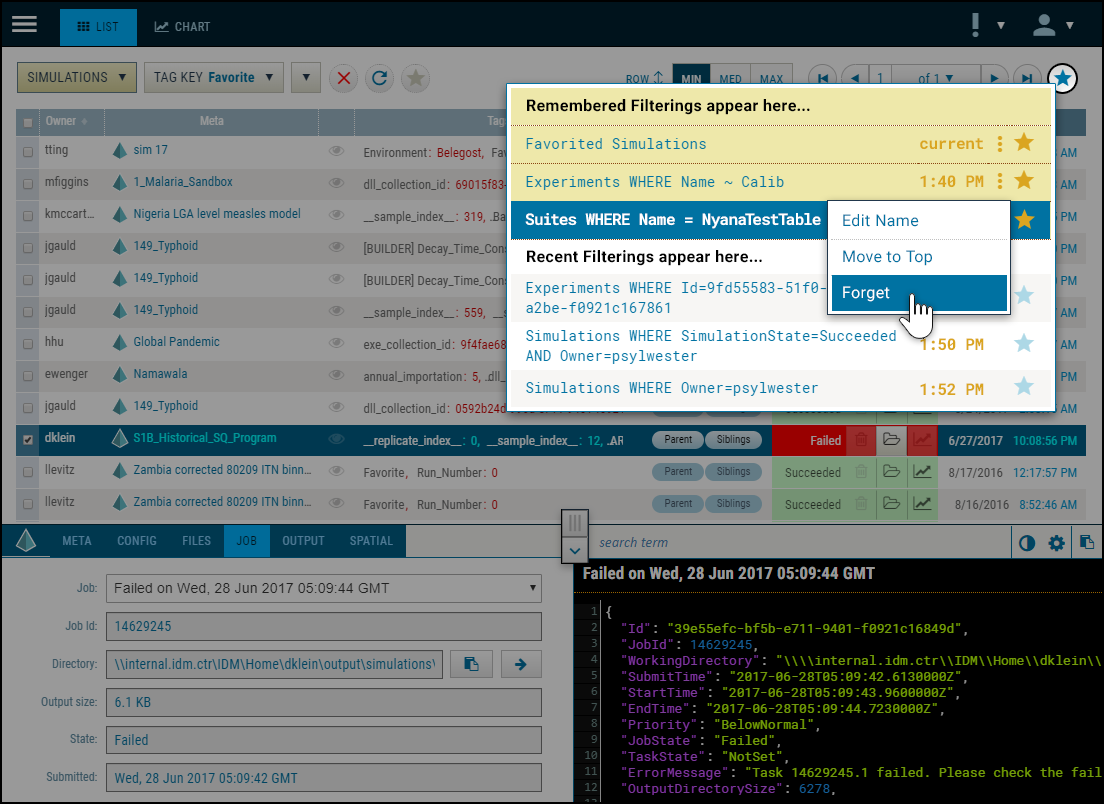 LIST CHART ! ▼ ▼
SIMULATIONS ▼ TAG KEY Favorite ▼ ▼ ROW MIN MED MAX 1 of 1 ▼
Owner Meta Tag
Remembered Filterings appear here...
Favorited Simulations current
Experiments WHERE Name ~ Calib 1:40 PM
Suites WHERE Name = NyanaTestTable
Edit Name
Move to Top
Forget
Recent Filterings appear here...
Experiments WHERE Id=9fd55583-51f0-
a2be-f0921c167861
Simulations WHERE SimulationState=Succeeded
AND Owner=psylwester 1:50 PM
Simulations WHERE Owner=psylwester 1:52 PM
tting sim 17 Environment: Belegost, Fav AM
mfiggins 1_Malaria_Sandbox dll_collection_id: 69015f83- PM
kmccart... Nigeria LGA level measles model __sample_index__: 319, .Ba PM
jgauld 149_Typhoid [BUILDER] Decay_Time_Cons AM
jgauld 149_Typhoid [BUILDER] Decay_Time_Cons AM
jgauld 149_Typhoid __sample_index__: 559, AM
hhu Global Pandemic exe_collection_id: 9f4fae68 PM
ewenger Namawala annual_importation: 5, .dll_ PM
jgauld 149_Typhoid dll_collection_id: 0592b24d Parent Siblings Succeeded AM
dklein S1B_Historical_SQ_Program __replicate_index__: 0, __sample_index__: 12, .AR Parent Siblings Failed 6/27/2017 10:08:56 PM
llevitz Zambia corrected 80209 ITN binn... Favorite, Run_Number: 0 Parent Siblings Succeeded 8/17/2016 12:17:57 PM
llevitz Zambia corrected 80209 ITN binn... Favorite, Run_Number: 0 Parent Siblings Succeeded 8/16/2016 8:52:46 AM
META CONFIG FILES JOB OUTPUT SPATIAL
Job: Failed on Wed, 28 Jun 2017 05:09:44 GMT
Job Id: 14629245
Directory: \\internal.idm.ctr\IDM\Home\dklein\output\simulations\
Output size: 6.1 KB
State: Failed
Submitted: Wed, 28 Jun 2017 05:09:42 GMT
search term
Failed on Wed, 28 Jun 2017 05:09:44 GMT
1 {
2 "Id": "39e55efc-bf5b-e711-9401-f0921c16849d",
3 "JobId": 14629245,
4 "WorkingDirectory": "\\\\internal.idm.ctr\\IDM\\Home\\dklein\\
5 "SubmitTime": "2017-06-28T05:09:42.6130000Z",
6 "StartTime": "2017-06-28T05:09:43.9600000Z",
7 "EndTime": "2017-06-28T05:09:44.7230000Z",
8 "Priority": "BelowNormal",
9 "JobState": "Failed",
10 "TaskState": "NotSet",
11 "ErrorMessage": "Task 14629245.1 failed. Please check the fail
12 "OutputDirectorySize": 6278,